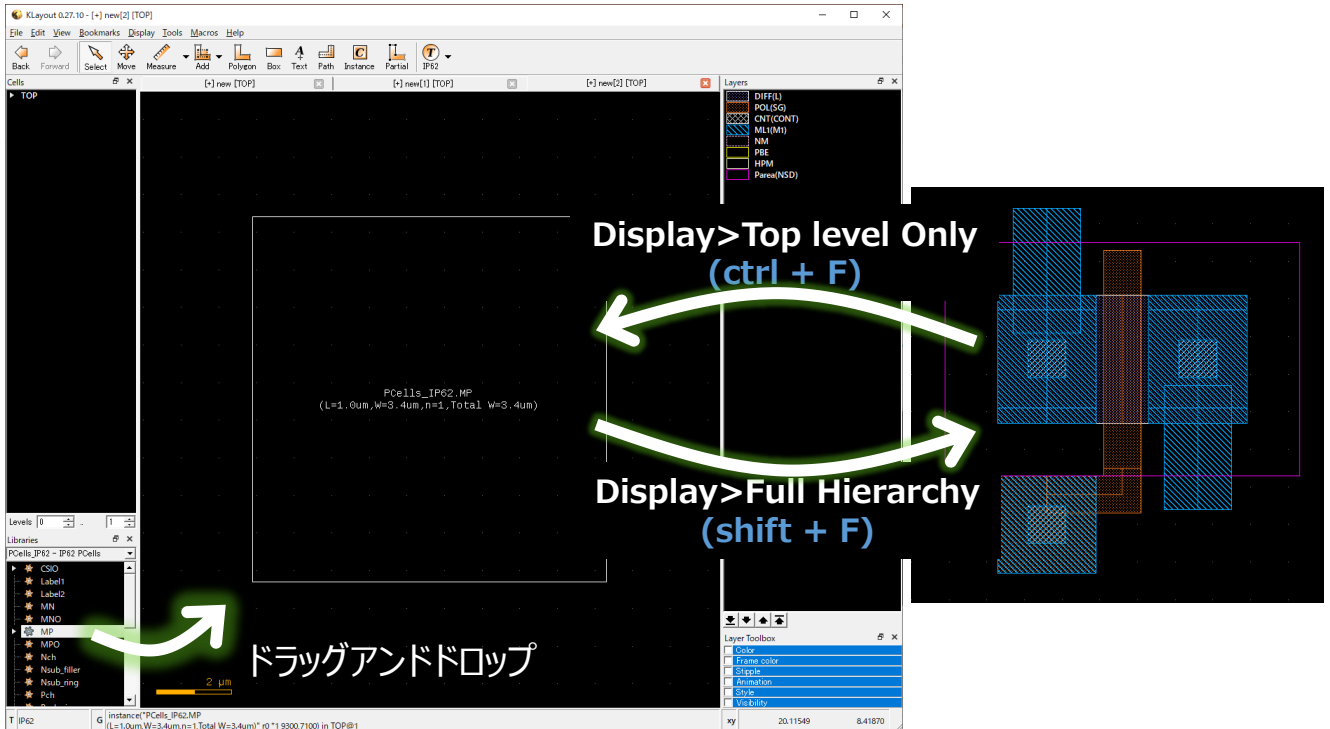 KLayout 0.27.10 - [+] new[2] [TOP]
File Edit View Bookmarks Display Tools Macros Help
Back Forward Select Move Measure Add Polygon Box Text Path Instance Partial IP62
Cells
[+] new [TOP] [+] new[1] [TOP] [+] new[2] [TOP]
Layers
TOP
DIFF(L)
POL(SG)
CNT(CONT)
ML1(M1)
NM
PBE
HPM
Parea(NSD)
Display>Top level Only
(ctrl + F)
PCells_IP62.MP
(L=1.0um,W=3.4um,n=1,Total W=3.4um)
Display>Full Hierarchy
(shift + F)
Levels 0 .. 1
Libraries
PCells_IP62 - IP62 PCells
CSIO
Label1
Label2
MN
MNO
MP
MPO
Nch
Nsub_filler
Nsub_ring
Pch
ドラッグアンドドロップ
2 μm
Layer Toolbox
Color
Frame color
Stipple
Animation
Style
Visibility
T IP62 G instance("PCells_IP62.MP
(L=1.0um,W=3.4um,n=1,Total W=3.4um)" r0 *1 9300,7100) in TOP@1
xy 20.11549 8.41870